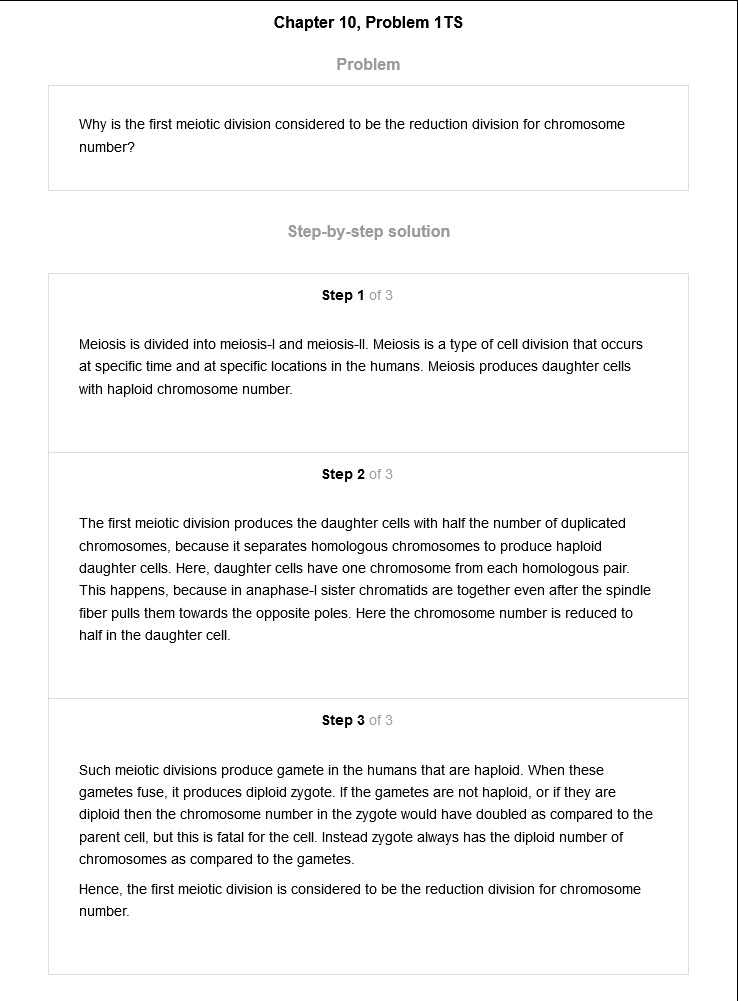 Chapter 10, Problem 1TS
Problem
Why is the first meiotic division considered to be the reduction division for chromosome
number?
Step-by-step solution
Step 1 of 3
Meiosis is divided into meiosis-I and meiosis-II. Meiosis is a type of cell division that occurs
at specific time and at specific locations in the humans. Meiosis produces daughter cells
with haploid chromosome number.
Step 2 of 3
The first meiotic division produces the daughter cells with half the number of duplicated
chromosomes, because it separates homologous chromosomes to produce haploid
daughter cells. Here, daughter cells have one chromosome from each homologous pair.
This happens, because in anaphase-I sister chromatids are together even after the spindle
fiber pulls them towards the opposite poles. Here the chromosome number is reduced to
half in the daughter cell.
Step 3 of 3
Such meiotic divisions produce gamete in the humans that are haploid. When these
gametes fuse, it produces diploid zygote. If the gametes are not haploid, or if they are
diploid then the chromosome number in the zygote would have doubled as compared to the
parent cell, but this is fatal for the cell. Instead zygote always has the diploid number of
chromosomes as compared to the gametes.
Hence, the first meiotic division is considered to be the reduction division for chromosome
number.